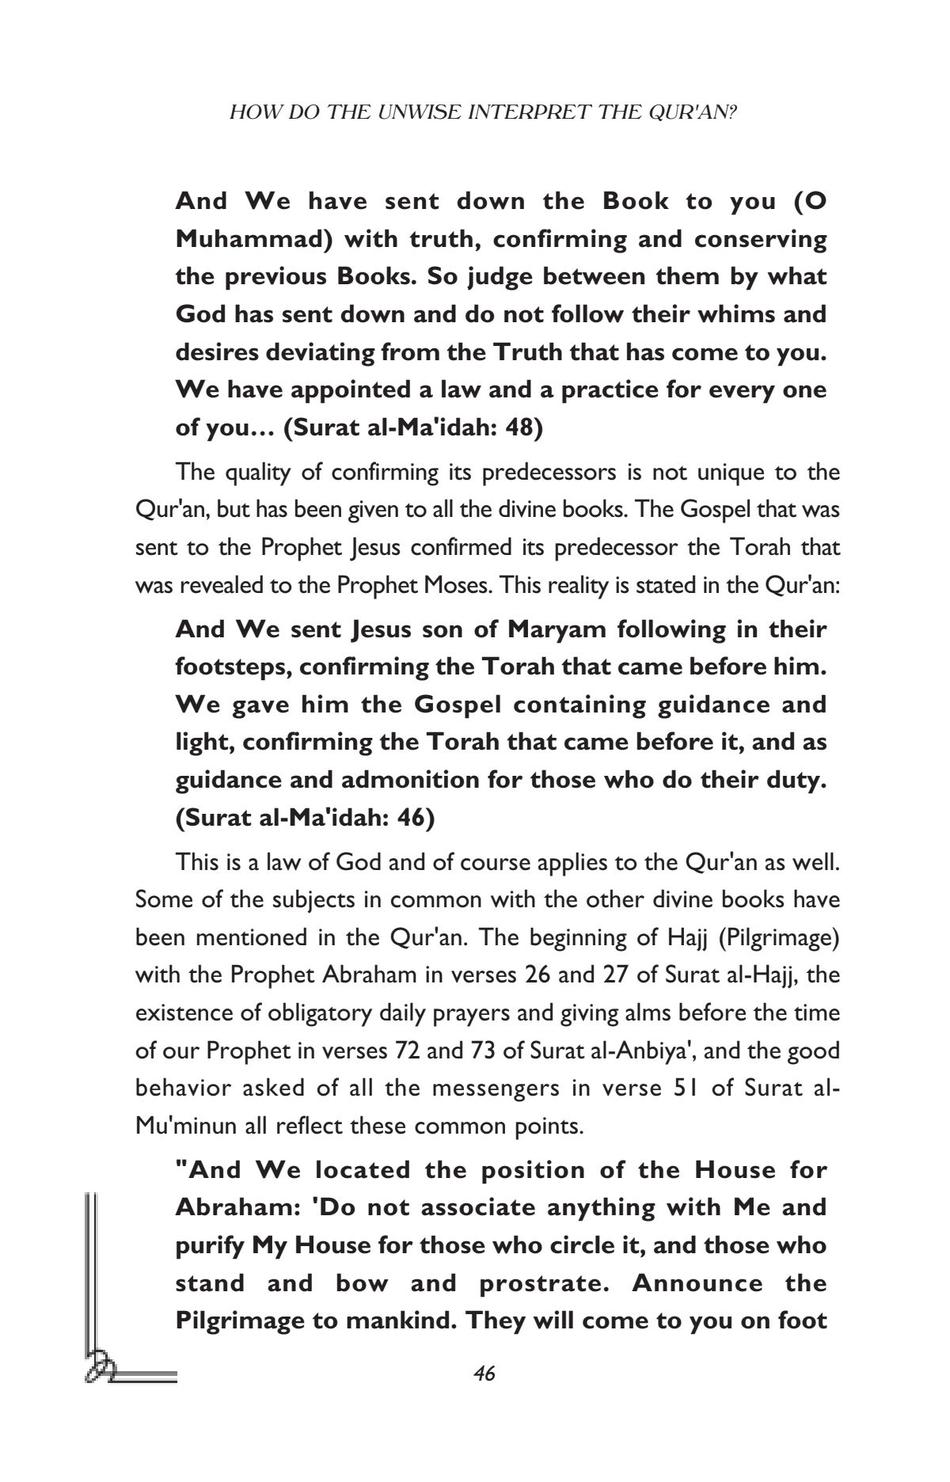 HOW DO THE UNWISE INTERPRET THE QUR'AN?
And We have sent down the Book to you (O
Muhammad) with truth, confirming and conserving
the previous Books. So judge between them by what
God has sent down and do not follow their whims and
desires deviating from the Truth that has come to you.
We have appointed a law and a practice for every one
of you… (Surat al-Ma'idah: 48)
The quality of confirming its predecessors is not unique to the
Qur'an, but has been given to all the divine books. The Gospel that was
sent to the Prophet Jesus confirmed its predecessor the Torah that
was revealed to the Prophet Moses. This reality is stated in the Qur'an:
And We sent Jesus son of Maryam following in their
footsteps, confirming the Torah that came before him.
We gave him the Gospel containing guidance and
light, confirming the Torah that came before it, and as
guidance and admonition for those who do their duty.
(Surat al-Ma'idah: 46)
This is a law of God and of course applies to the Qur'an as well.
Some of the subjects in common with the other divine books have
been mentioned in the Qur'an. The beginning of Hajj (Pilgrimage)
with the Prophet Abraham in verses 26 and 27 of Surat al-Hajj, the
existence of obligatory daily prayers and giving alms before the time
of our Prophet in verses 72 and 73 of Surat al-Anbiya', and the good
behavior asked of all the messengers in verse 51 of Surat al-
Mu'minun all reflect these common points.
"And We located the position of the House for
Abraham: 'Do not associate anything with Me and
purify My House for those who circle it, and those who
stand and bow and prostrate. Announce the
Pilgrimage to mankind. They will come to you on foot
46